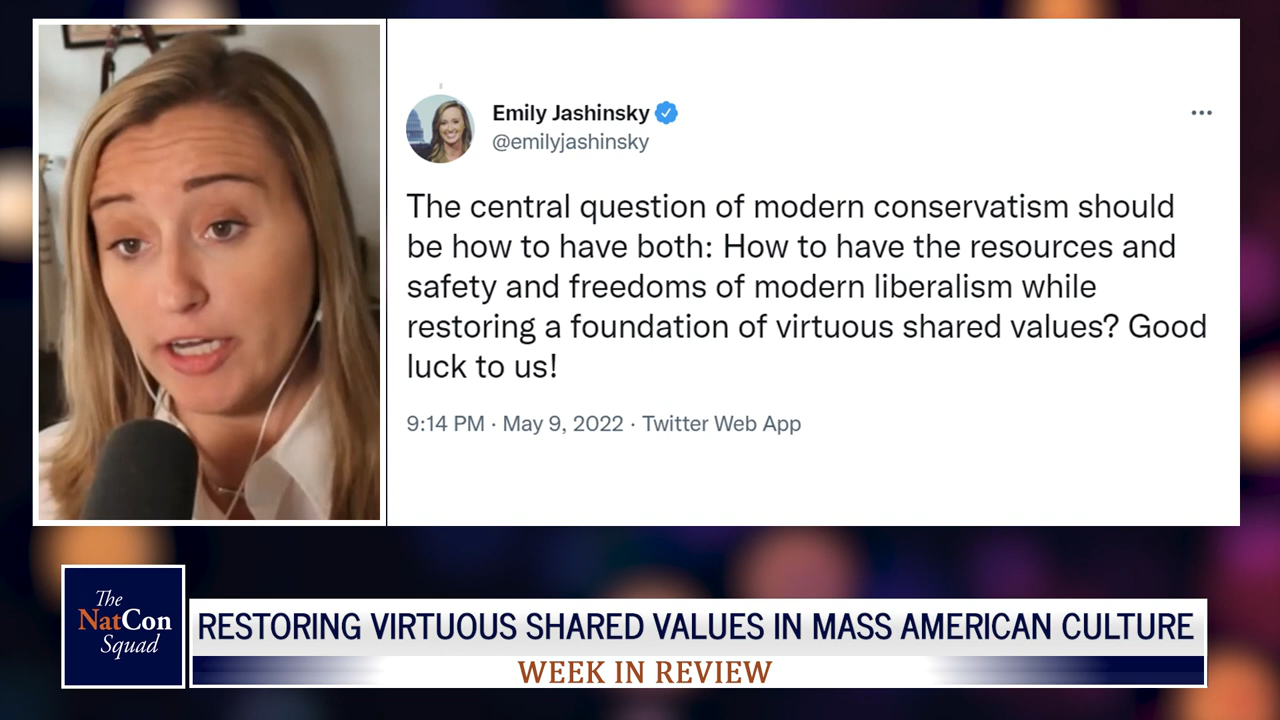 Emily Jashinsky
@emilyjashinsky
The central question of modern conservatism should
be how to have both: How to have the resources and
safety and freedoms of modern liberalism while
restoring a foundation of virtuous shared values? Good
luck to us!
9:14 PM · May 9, 2022 · Twitter Web App
The
NatCon
Squad
RESTORING VIRTUOUS SHARED VALUES IN MASS AMERICAN CULTURE
WEEK IN REVIEW